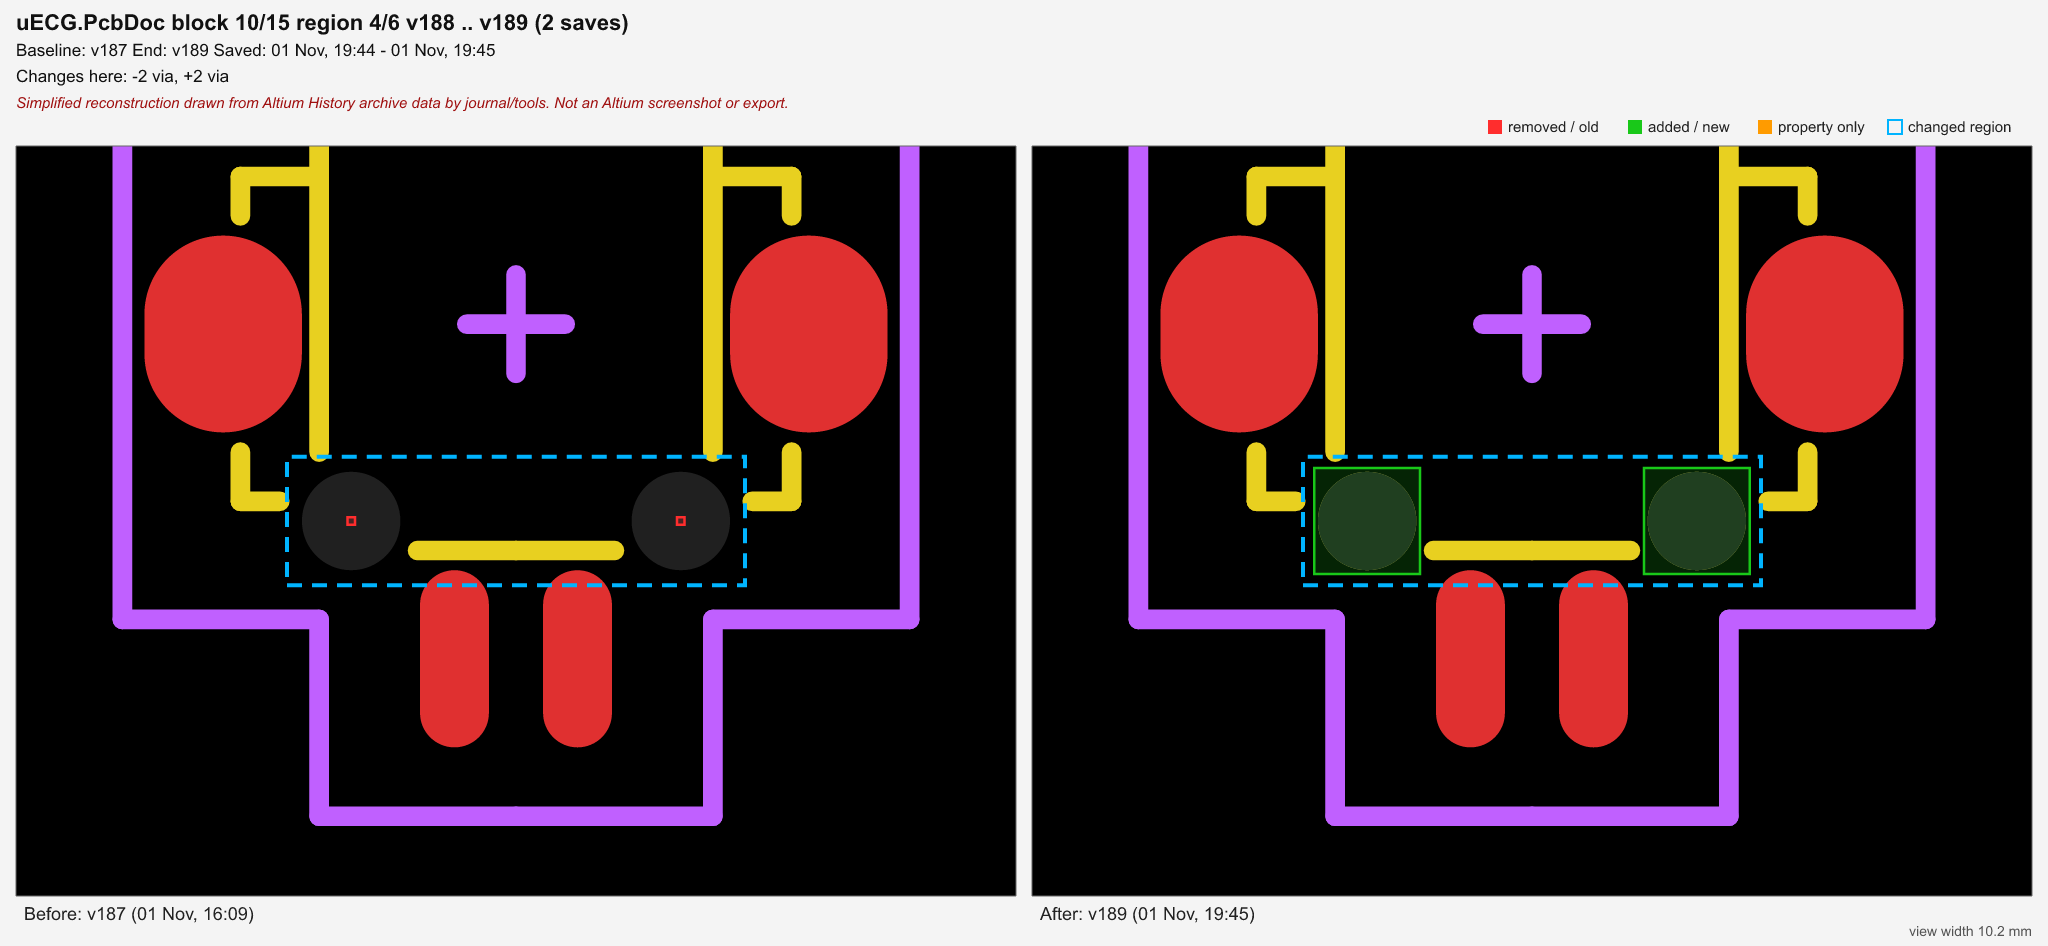 uECG.PcbDoc block 10/15 region 4/6 v188 .. v189 (2 saves)
Baseline: v187 End: v189 Saved: 01 Nov, 19:44 - 01 Nov, 19:45
Changes here: -2 via, +2 via
Simplified reconstruction drawn from Altium History archive data by journal/tools. Not an Altium screenshot or export.
removed / old
added / new
property only
changed region
Before: v187 (01 Nov, 16:09)
After: v189 (01 Nov, 19:45)
view width 10.2 mm